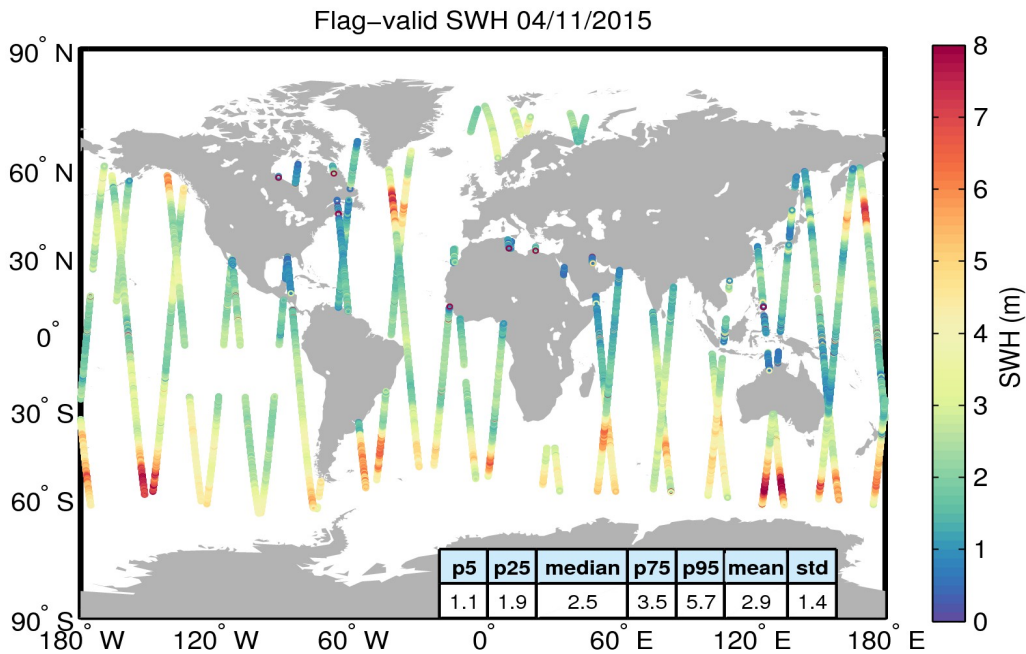 Flag−valid SWH 04/11/2015
90° N
60° N
30° N
0°
30° S
60° S
90° S
180° W 120° W 60° W 0° 60° E 120° E 180° E
p5 p25 median p75 p95 mean std
1.1 1.9 2.5 3.5 5.7 2.9 1.4
8
7
6
5
4
3
2
1
0
SWH (m)